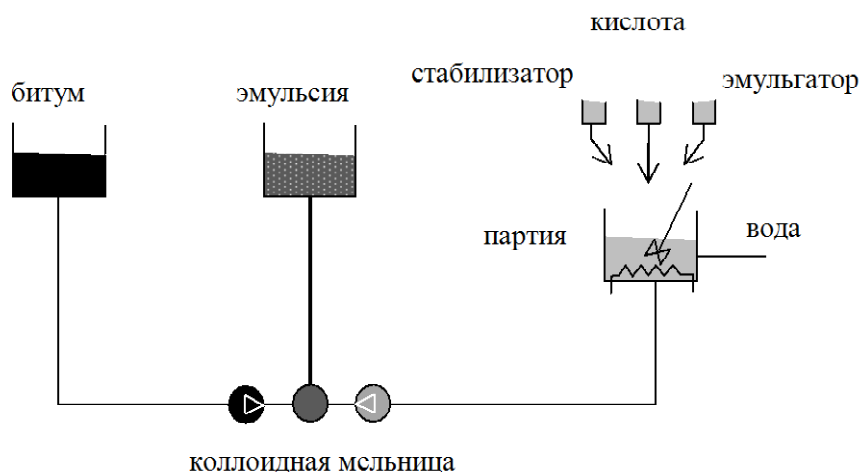 кислота
стабилизатор
эмульгатор
битум
эмульсия
партия
вода
коллоидная мельница